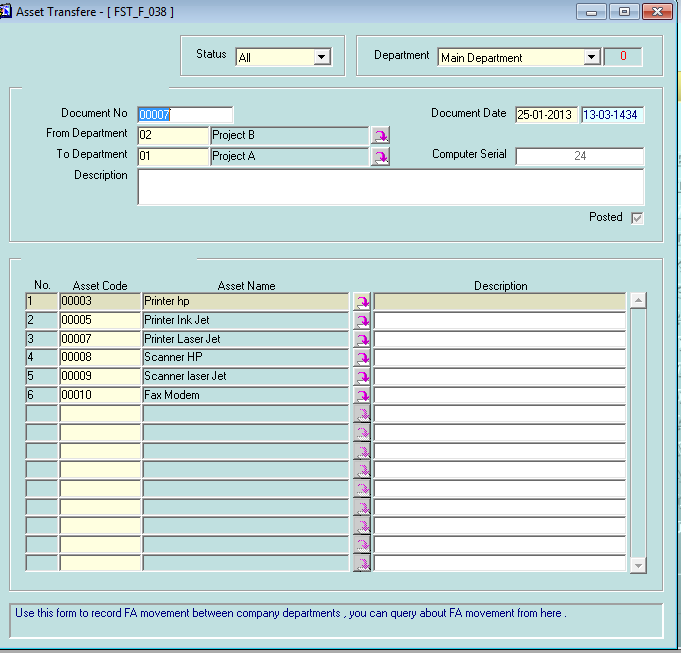 Asset Transfere - [ FST_F_038 ]
Status All Department Main Department 0
Document No 00007 Document Date 25-01-2013 13-03-1434
From Department 02 Project B
To Department 01 Project A Computer Serial 24
Description
Posted
No. Asset Code Asset Name Description
1 00003 Printer hp
2 00005 Printer Ink Jet
3 00007 Printer Laser Jet
4 00008 Scanner HP
5 00009 Scanner laser Jet
6 00010 Fax Modem
Use this form to record FA movement between company departments , you can query about FA movement from here .